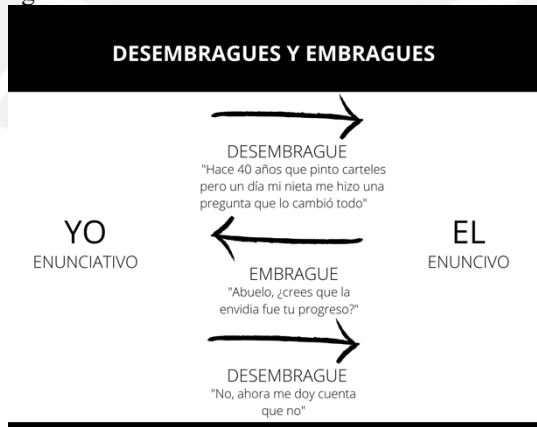 DESEMBRAGUES Y EMBRAGUES
DESEMBRAGUE
"Hace 40 años que pinto carteles
pero un día mi nieta me hizo una
pregunta que lo cambió todo"
YO
ENUNCIATIVO
EL
ENUNCIVO
EMBRAGUE
"Abuelo, ¿crees que la
envidia fue tu progreso?"
DESEMBRAGUE
"No, ahora me doy cuenta
que no"